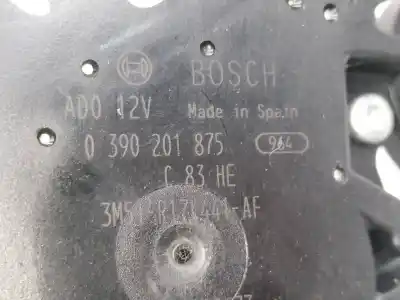 BOSCH
ADO 12V Made in Spain
0 390 201 875 964
C 83 HE